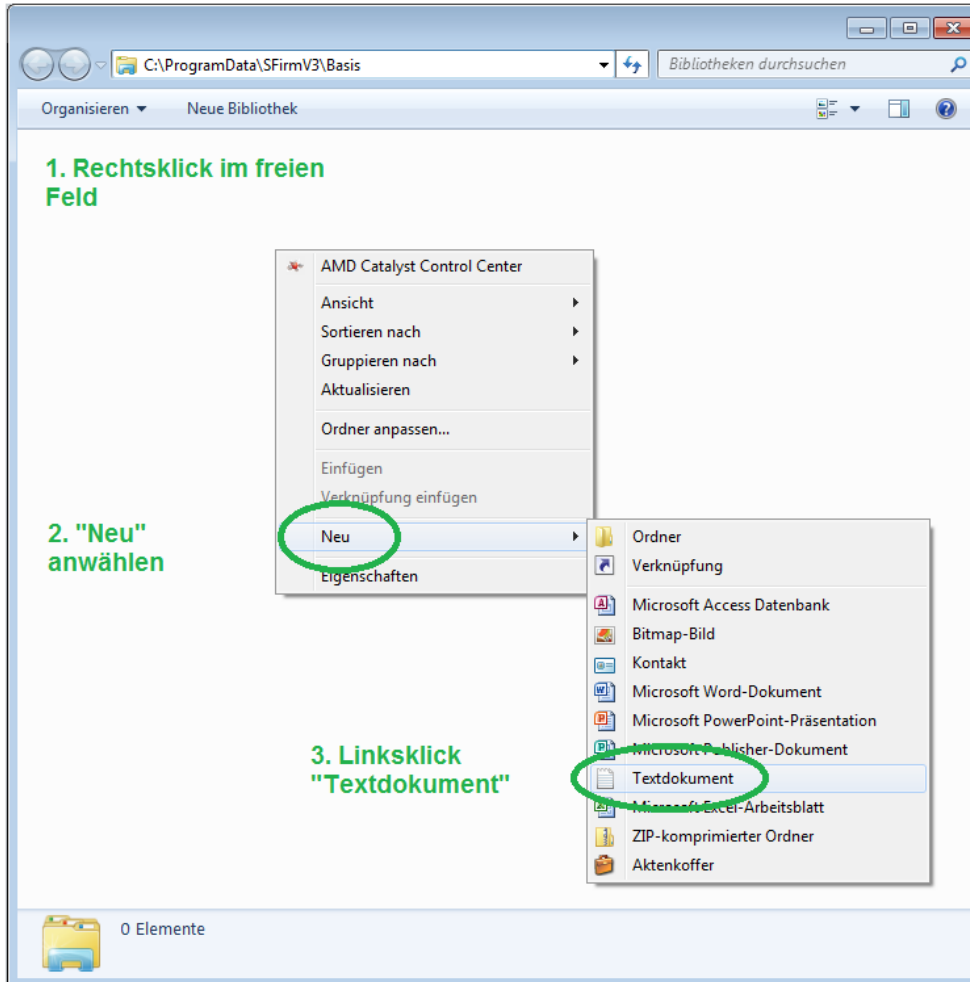 C:\ProgramData\SFirmV3\Basis
Bibliotheken durchsuchen
Organisieren
Neue Bibliothek
1. Rechtsklick im freien
Feld
AMD Catalyst Control Center
Ansicht
Sortieren nach
Gruppieren nach
Aktualisieren
Ordner anpassen...
Einfügen
Verknüpfung einfügen
2. "Neu"
anwählen
Neu
Eigenschaften
Ordner
Verknüpfung
Microsoft Access Datenbank
Bitmap-Bild
Kontakt
Microsoft Word-Dokument
Microsoft PowerPoint-Präsentation
Microsoft Publisher-Dokument
3. Linksklick
"Textdokument"
Textdokument
Microsoft Excel-Arbeitsblatt
ZIP-komprimierter Ordner
Aktenkoffer
0 Elemente